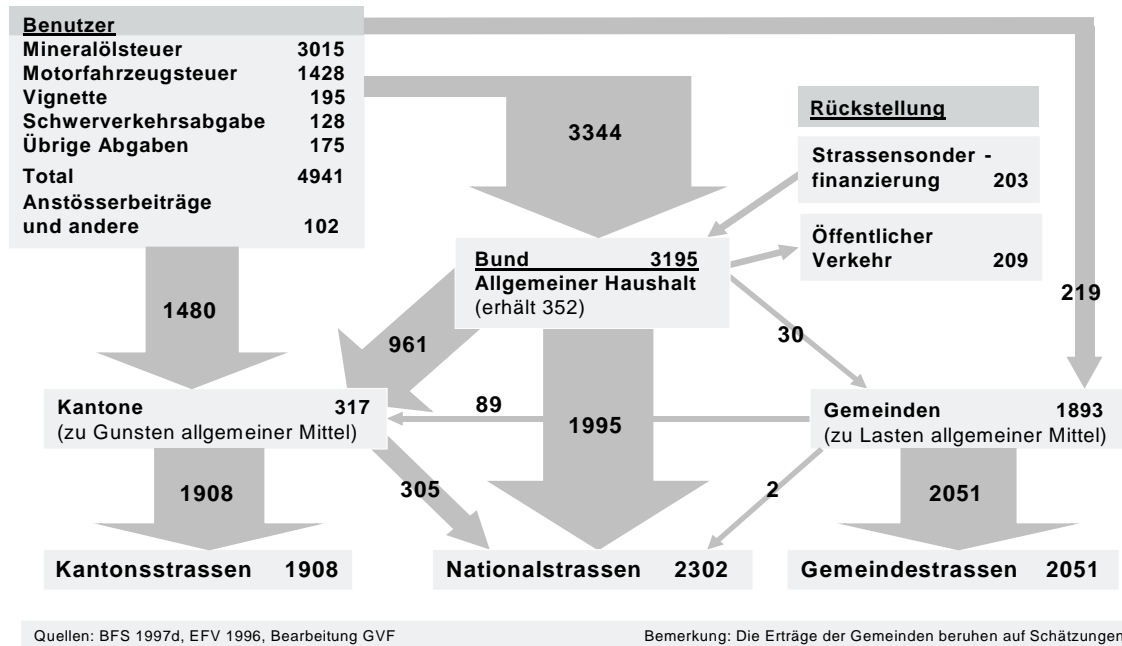 Benutzer
Mineralölsteuer 3015
Motorfahrzeugsteuer 1428
Vignette 195
Schwerverkehrsabgabe 128
Übrige Abgaben 175
Total 4941
Anstösserbeiträge
und andere 102
3344
Rückstellung
Strassensonder -
finanzierung 203
Öffentlicher
Verkehr 209
Bund 3195
Allgemeiner Haushalt
(erhält 352)
219
1480
961
30
Kantone 317
(zu Gunsten allgemeiner Mittel)
89
1995
Gemeinden 1893
(zu Lasten allgemeiner Mittel)
1908
305
2
2051
Kantonsstrassen 1908
Nationalstrassen 2302
Gemeindestrassen 2051
Quellen: BFS 1997d, EFV 1996, Bearbeitung GVF
Bemerkung: Die Erträge der Gemeinden beruhen auf Schätzungen